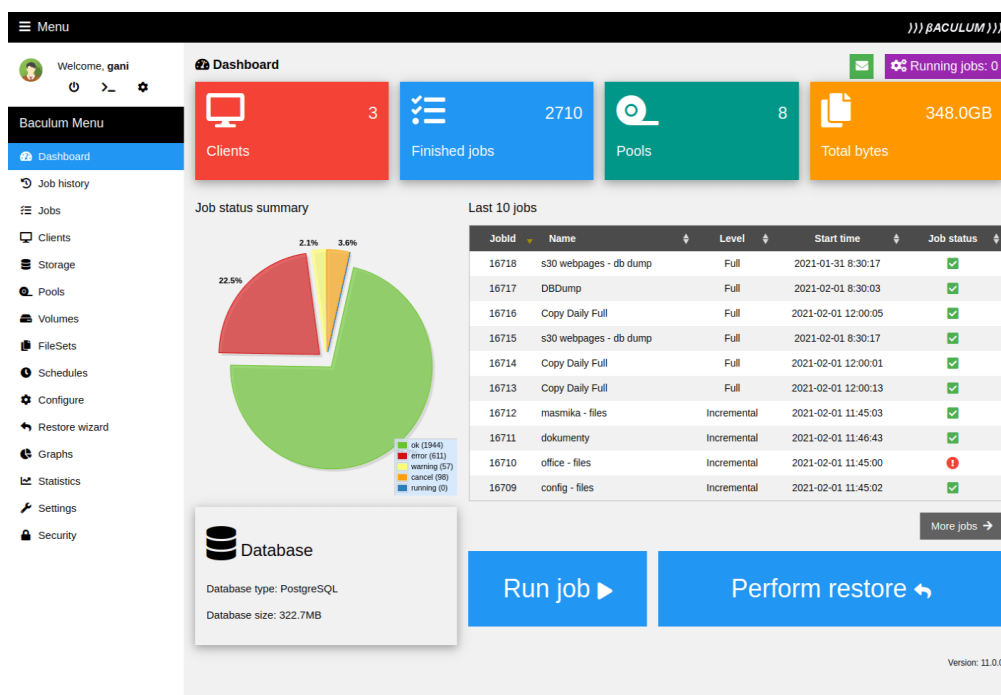 Menu
))) βACULUM )))
Welcome, gani
Baculum Menu
Dashboard
Job history
Jobs
Clients
Storage
Pools
Volumes
FileSets
Schedules
Configure
Restore wizard
Graphs
Statistics
Settings
Security
Dashboard
Running jobs: 0
3
Clients
2710
Finished jobs
8
Pools
348.0GB
Total bytes
Job status summary
2.1% 3.6%
22.5%
ok (1944)
error (611)
warning (57)
cancel (98)
running (0)
Last 10 jobs
JobId Name Level Start time Job status
16718 s30 webpages - db dump Full 2021-01-31 8:30:17
16717 DBDump Full 2021-02-01 8:30:03
16716 Copy Daily Full Full 2021-02-01 12:00:05
16715 s30 webpages - db dump Full 2021-02-01 8:30:17
16714 Copy Daily Full Full 2021-02-01 12:00:01
16713 Copy Daily Full Full 2021-02-01 12:00:13
16712 masmika - files Incremental 2021-02-01 11:45:03
16711 dokumenty Incremental 2021-02-01 11:46:43
16710 office - files Incremental 2021-02-01 11:45:00
16709 config - files Incremental 2021-02-01 11:45:02
More jobs
Database
Database type: PostgreSQL
Database size: 322.7MB
Run job
Perform restore
Version: 11.0.0